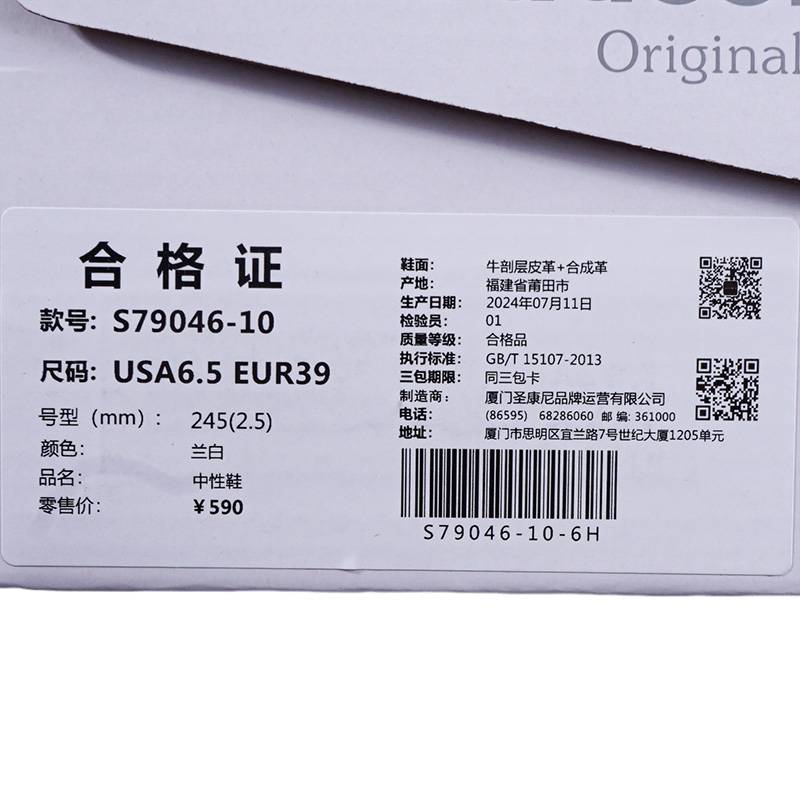 Original
合格证
款号: S79046-10
尺码: USA6.5 EUR39
号型（mm）: 245(2.5)
颜色: 兰白
品名: 中性鞋
零售价: ￥590
鞋面: 牛剖层皮革+合成革
产地: 福建省莆田市
生产日期: 2024年07月11日
检验员: 01
质量等级: 合格品
执行标准: GB/T 15107-2013
三包期限: 同三包卡
制造商: 厦门圣康尼品牌运营有限公司
电话: (86595) 68286060 邮编: 361000
地址: 厦门市思明区宜兰路7号世纪大厦1205单元
S79046-10-6H